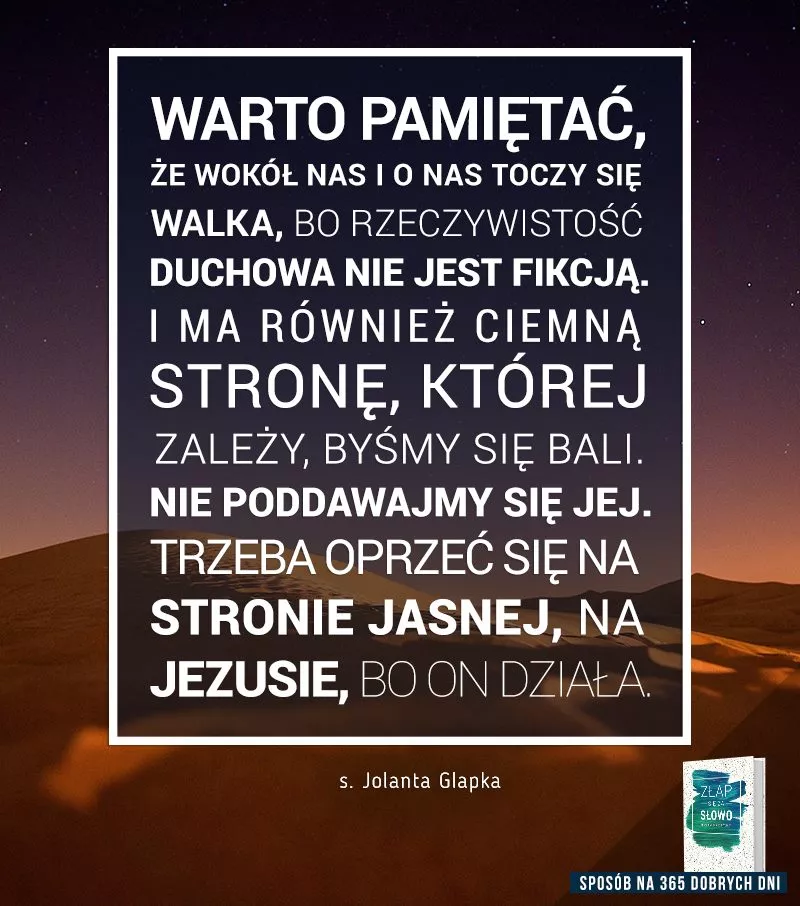 WARTO PAMIĘTAĆ,
ŻE WOKÓŁ NAS I O NAS TOCZY SIĘ
WALKA, BO RZECZYWISTOŚĆ
DUCHOWA NIE JEST FIKCJĄ.
I MA RÓWNIEŻ CIEMNĄ
STRONĘ, KTÓREJ
ZALEŻY, BYŚMY SIĘ BALI.
NIE PODDAWAJMY SIĘ JEJ.
TRZEBA OPRZEĆ SIĘ NA
STRONIE JASNEJ, NA
JEZUSIE, BO ON DZIAŁA.
s. Jolanta Glapka
ZŁAP
SŁOWO
SPOSÓB NA 365 DOBRYCH DNI